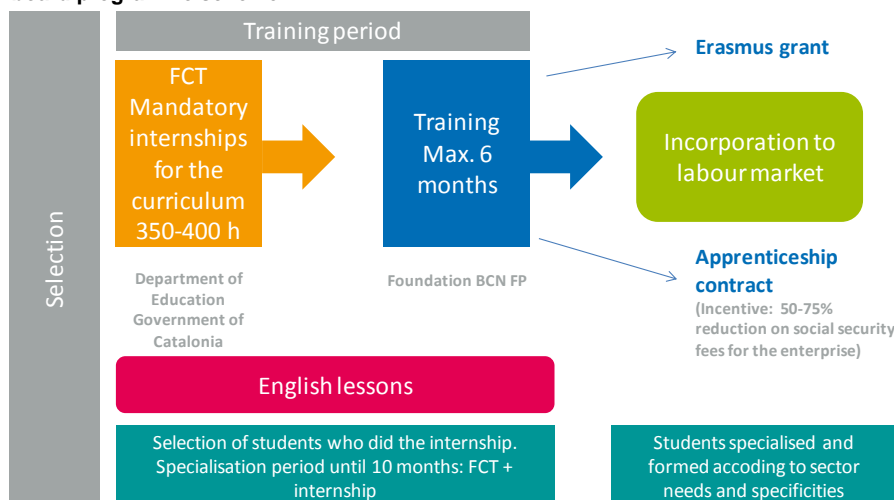 Training period
Selection
FCT
Mandatory
internships
for the
curriculum
350-400 h
Training
Max. 6
months
Erasmus grant
Incorporation to
labour market
Apprenticeship
contract
(Incentive: 50-75%
reduction on social security
fees for the enterprise)
Department of
Education
Government of
Catalonia
Foundation BCN FP
English lessons
Selection of students who did the internship.
Specialisation period until 10 months: FCT +
internship
Students specialised and
formed accoding to sector
needs and specificities